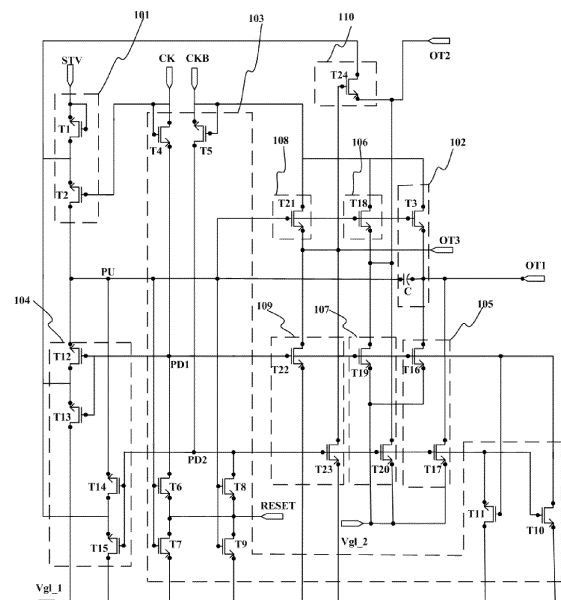 101
103
110
STV
CK
CKB
T24
OT2
T1
T4
T5
108
106
102
T2
T21
T18
T3
OT3
PU
C
OT1
104
109
107
105
T12
PD1
T22
T19
T16
T13
PD2
T23
T20
T17
T14
T6
T8
RESET
T11
T10
T15
T7
T9
Vgl_2
Vgl_1